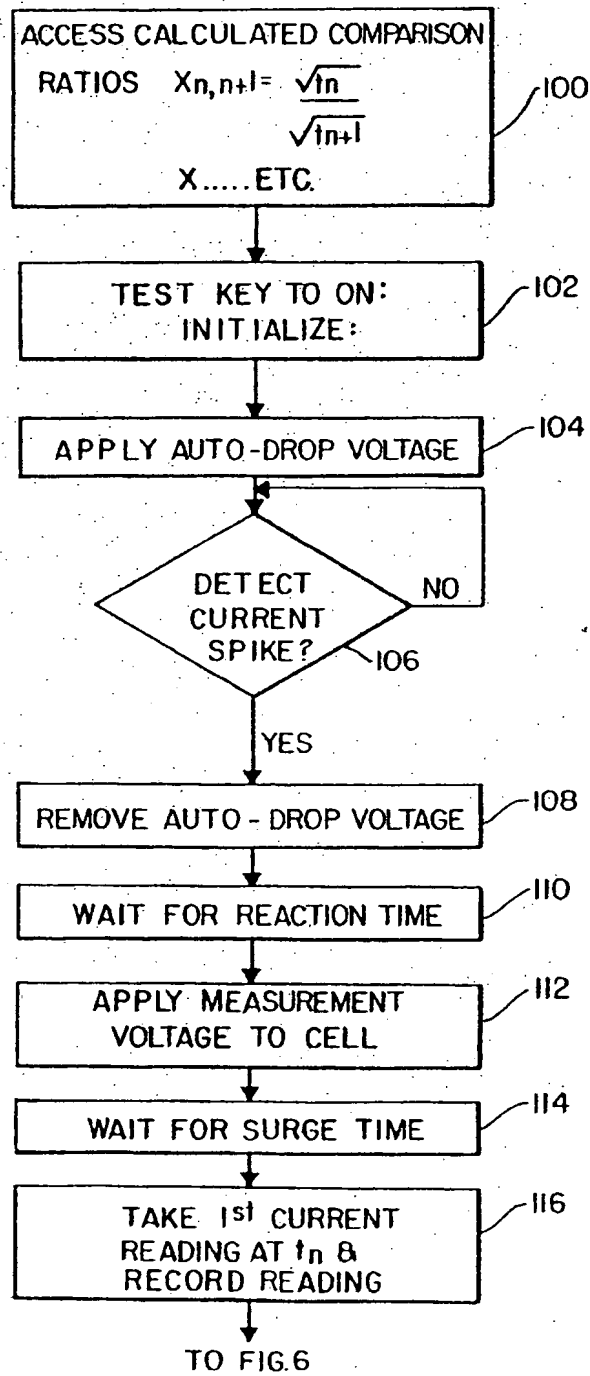 ACCESS CALCULATED COMPARISON
RATIOS Xn,n+1 = √tn
√tn+1
X.....ETC.
100
TEST KEY TO ON:
INITIALIZE:
102
APPLY AUTO-DROP VOLTAGE
104
DETECT
CURRENT
SPIKE?
NO
106
YES
REMOVE AUTO-DROP VOLTAGE
108
WAIT FOR REACTION TIME
110
APPLY MEASUREMENT
VOLTAGE TO CELL
112
WAIT FOR SURGE TIME
114
TAKE 1st CURRENT
READING AT tn &
RECORD READING
116
TO FIG.6